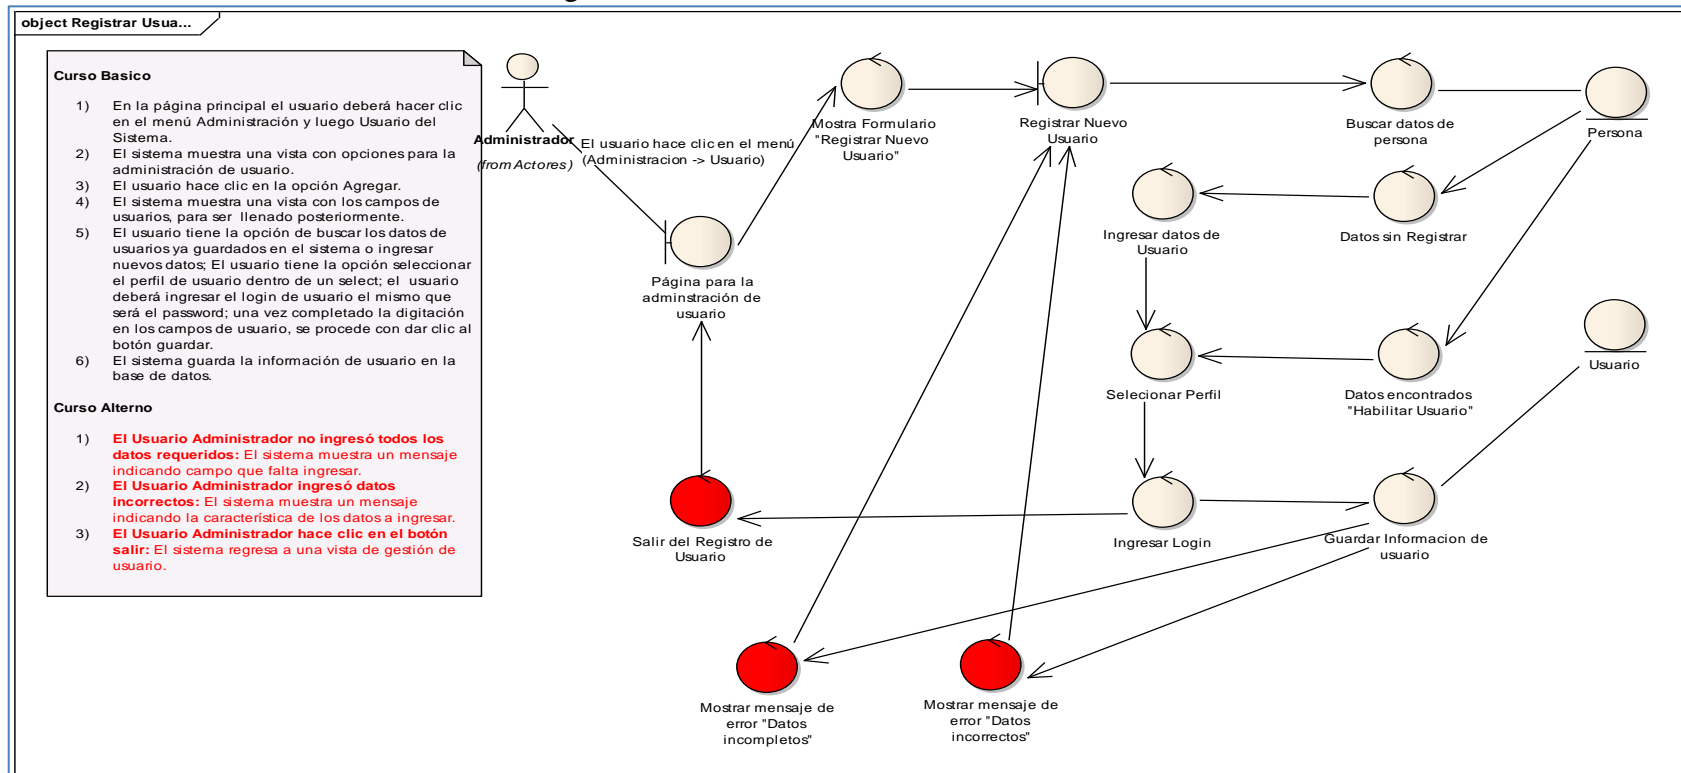 object Registrar Usua...
Curso Basico
1) En la página principal el usuario deberá hacer clic
en el menú Administración y luego Usuario del
Sistema.
2) El sistema muestra una vista con opciones para la
administración de usuario.
3) El usuario hace clic en la opción Agregar.
4) El sistema muestra una vista con los campos de
usuarios, para ser llenado posteriormente.
5) El usuario tiene la opción de buscar los datos de
usuarios ya guardados en el sistema o ingresar
nuevos datos; El usuario tiene la opción seleccionar
el perfil de usuario dentro de un select; el usuario
deberá ingresar el login de usuario el mismo que
será el password; una vez completado la digitación
en los campos de usuario, se procede con dar clic al
botón guardar.
6) El sistema guarda la información de usuario en la
base de datos.
Curso Alterno
1) El Usuario Administrador no ingresó todos los
datos requeridos: El sistema muestra un mensaje
indicando campo que falta ingresar.
2) El Usuario Administrador ingresó datos
incorrectos: El sistema muestra un mensaje
indicando la característica de los datos a ingresar.
3) El Usuario Administrador hace clic en el botón
salir: El sistema regresa a una vista de gestión de
usuario.
Administrador
(from Actores)
El usuario hace clic en el menú
(Administracion -> Usuario)
Mostra Formulario
"Registrar Nuevo
Usuario"
Registrar Nuevo
Usuario
Buscar datos de
persona
Persona
Ingresar datos de
Usuario
Datos sin Registrar
Página para la
adminstración de
usuario
Selecionar Perfil
Datos encontrados
"Habilitar Usuario"
Usuario
Salir del Registro de
Usuario
Ingresar Login
Guardar Informacion de
usuario
Mostrar mensaje de
error "Datos
incompletos"
Mostrar mensaje de
error "Datos
incorrectos"